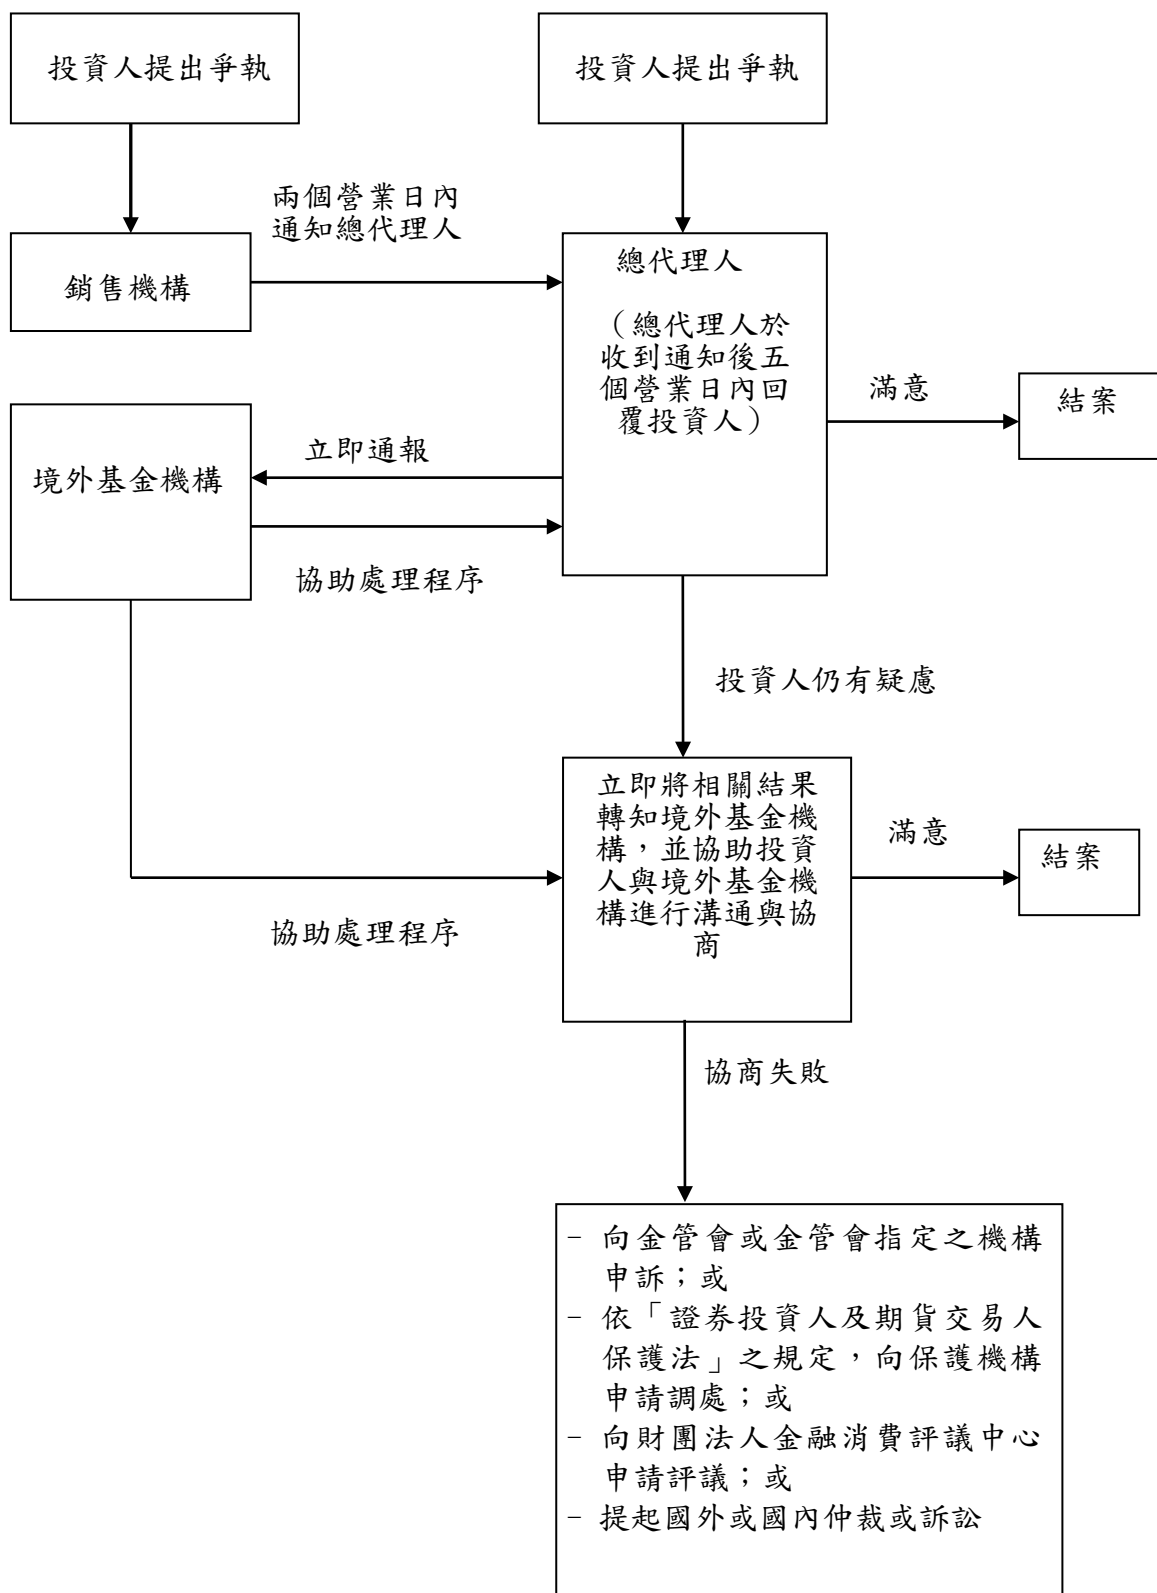 投資人提出爭執
投資人提出爭執
兩個營業日內
通知總代理人
銷售機構
總代理人
（總代理人於
收到通知後五
個營業日內回
覆投資人）
滿意
結案
境外基金機構
立即通報
協助處理程序
投資人仍有疑慮
立即將相關結果
轉知境外基金機
構，並協助投資
人與境外基金機
構進行溝通與協
商
滿意
結案
協助處理程序
協商失敗
- 向金管會或金管會指定之機構
申訴；或
- 依「證券投資人及期貨交易人
保護法」之規定，向保護機構
申請調處；或
- 向財團法人金融消費評議中心
申請評議；或
- 提起國外或國內仲裁或訴訟